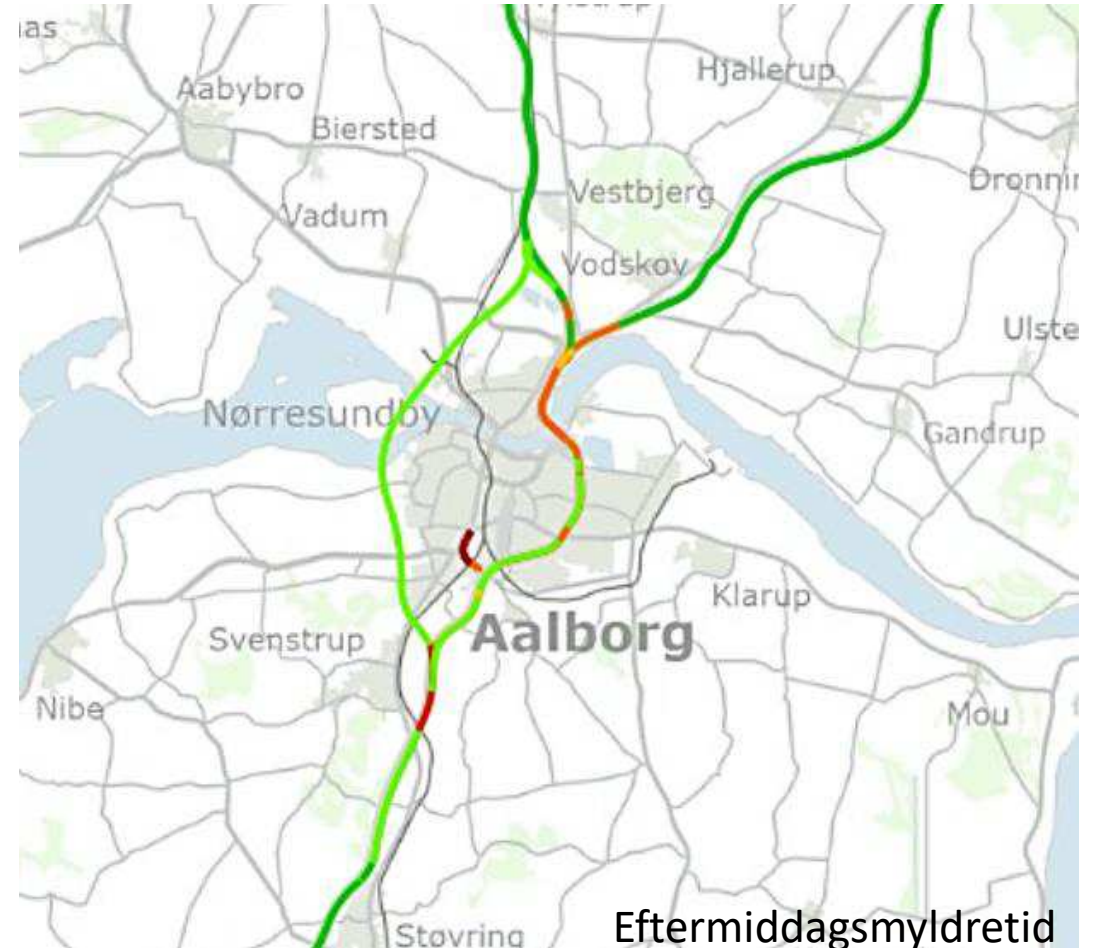 Hjallerup
Aabybro
Biersted
Vestbjerg
Vadum
Vodskov
Nørresundby
Gandrup
Klarup
Aalborg
Svenstrup
Nibe
Mou
Støvring
Eftermiddagsmyldretid